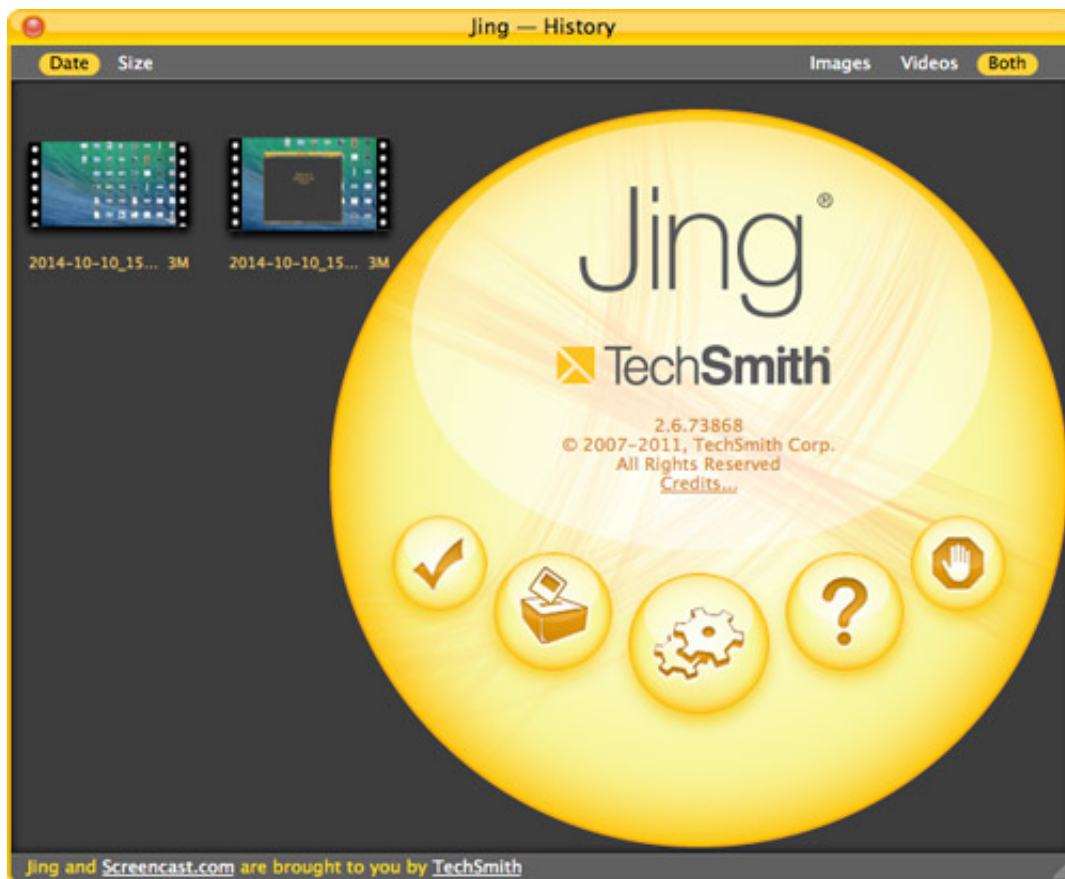 Jing — History
Date Size Images Videos Both
2014-10-10_15... 3M 2014-10-10_15... 3M
Jing®
TechSmith®
2.6.73868
© 2007-2011, TechSmith Corp.
All Rights Reserved
Credits...
?
Jing and Screencast.com are brought to you by TechSmith